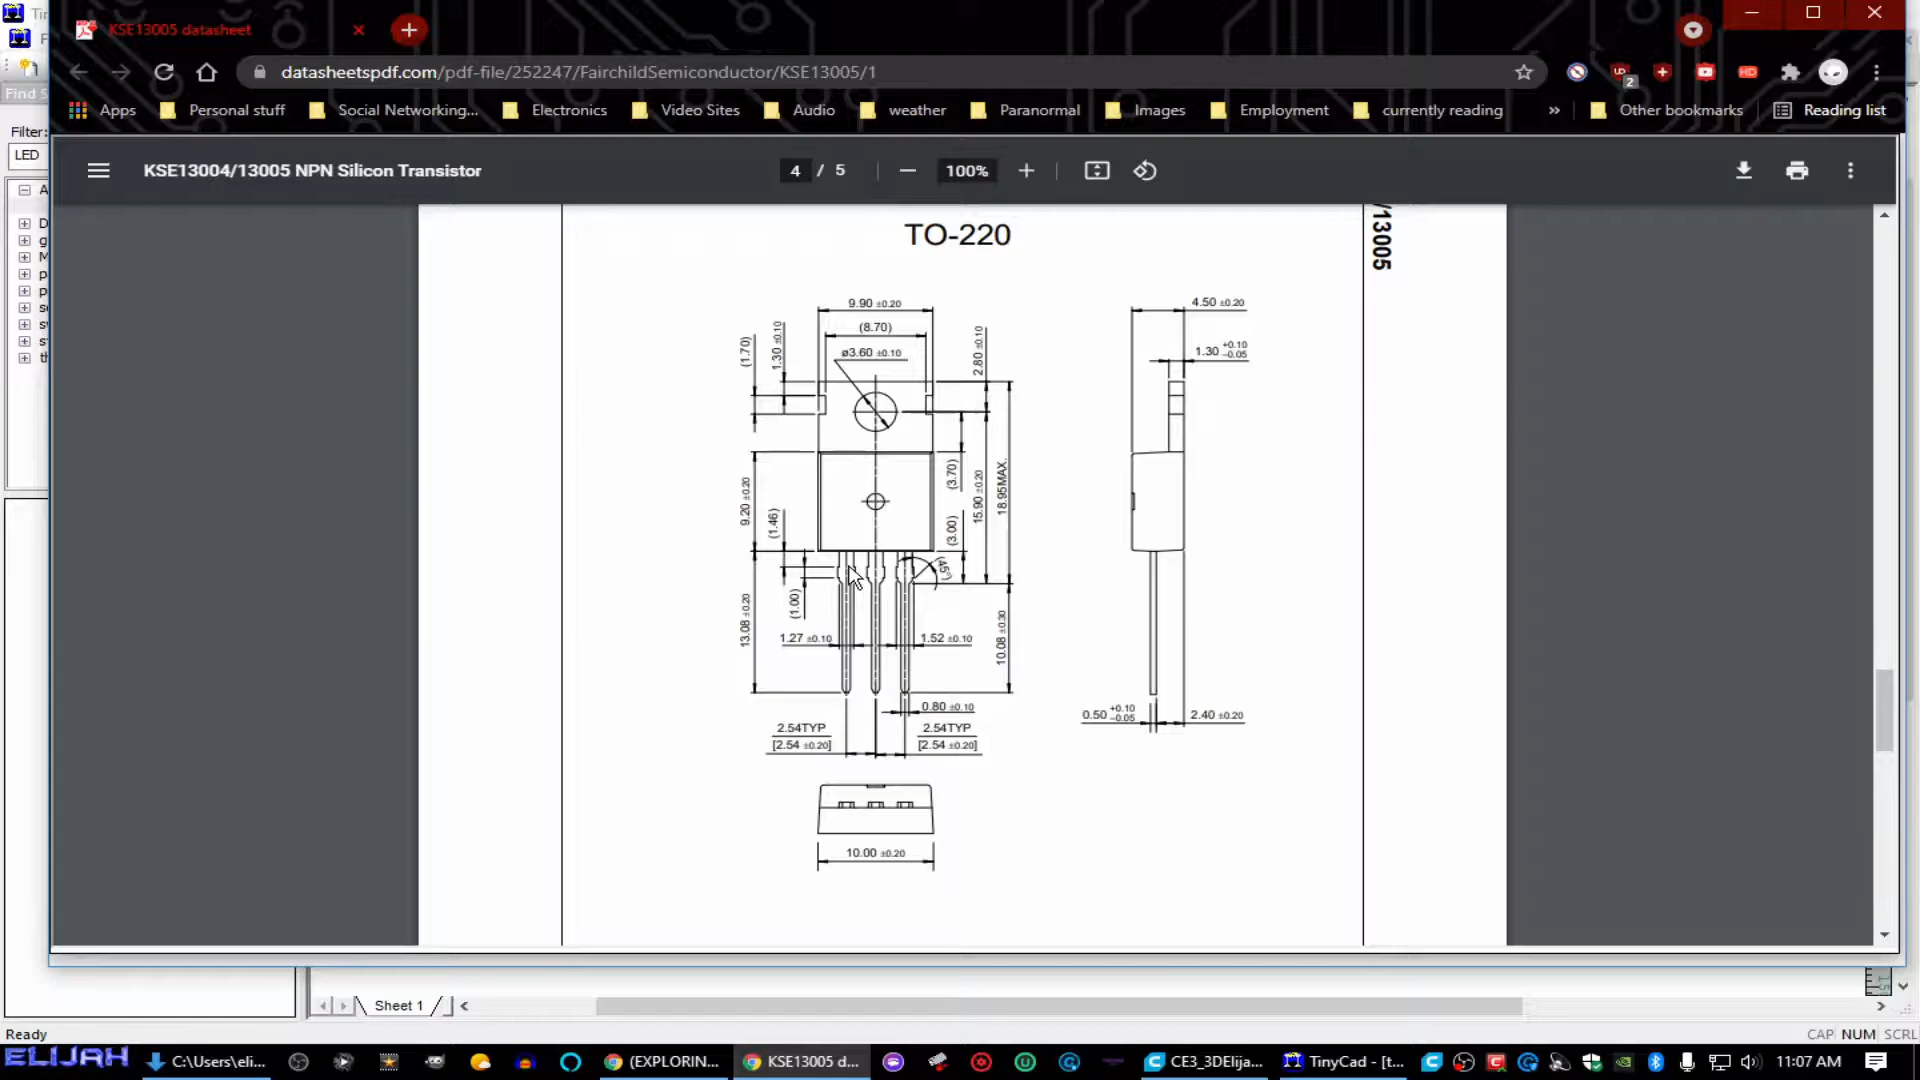 KSE13005 datasheet
datasheetspdf.com/pdf-file/252247/FairchildSemiconductor/KSE13005/1
2
HD
Apps
Personal stuff
Social Networking...
Electronics
Video Sites
Audio
weather
Paranormal
Images
Employment
currently reading
»
Other bookmarks
Reading list
Find S
Filter:
LED
KSE13004/13005 NPN Silicon Transistor
4 / 5
100%
/13005
TO-220
9.90 ±0.20
(8.70)
ø3.60 ±0.10
(1.70)
1.30 ±0.10
2.80 ±0.10
4.50 ±0.20
1.30 +0.10 −0.05
9.20 ±0.20
(1.46)
(3.70)
(3.00)
15.90 ±0.20
18.95MAX.
(45°)
13.08 ±0.20
(1.00)
1.27 ±0.10
1.52 ±0.10
10.08 ±0.30
0.80 ±0.10
2.54TYP
[2.54 ±0.20]
2.54TYP
[2.54 ±0.20]
0.50 +0.10 −0.05
2.40 ±0.20
10.00 ±0.20
Sheet 1
Ready
CAP NUM SCRL
ELIJAH
C:\Users\eli...
(EXPLORIN...
KSE13005 d...
CE3_3DElija...
TinyCad - [t...
11:07 AM